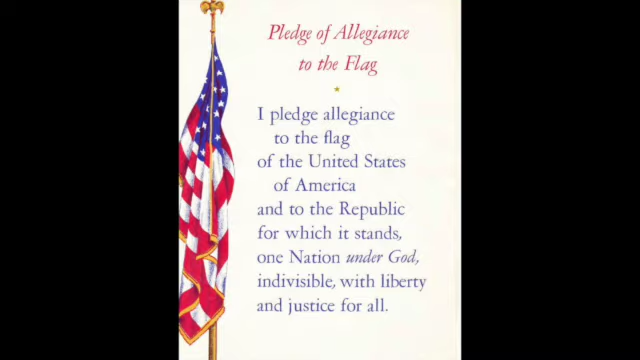 Pledge of Allegiance
to the Flag
I pledge allegiance
to the flag
of the United States
of America
and to the Republic
for which it stands,
one Nation under God,
indivisible, with liberty
and justice for all.